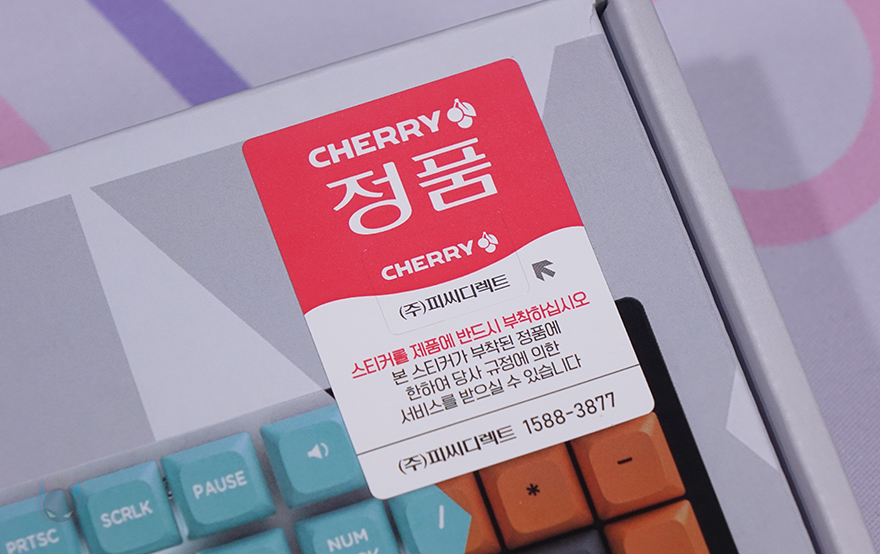 CHERRY
정품
CHERRY
(주)피씨디렉트
스티커를 제품에 반드시 부착하십시오
본 스티커가 부착된 정품에
한하여 당사 규정에 의한
서비스를 받으실 수 있습니다
(주)피씨디렉트 1588-3877
PRTSC
SCRLK
PAUSE
NUM
/
*
-